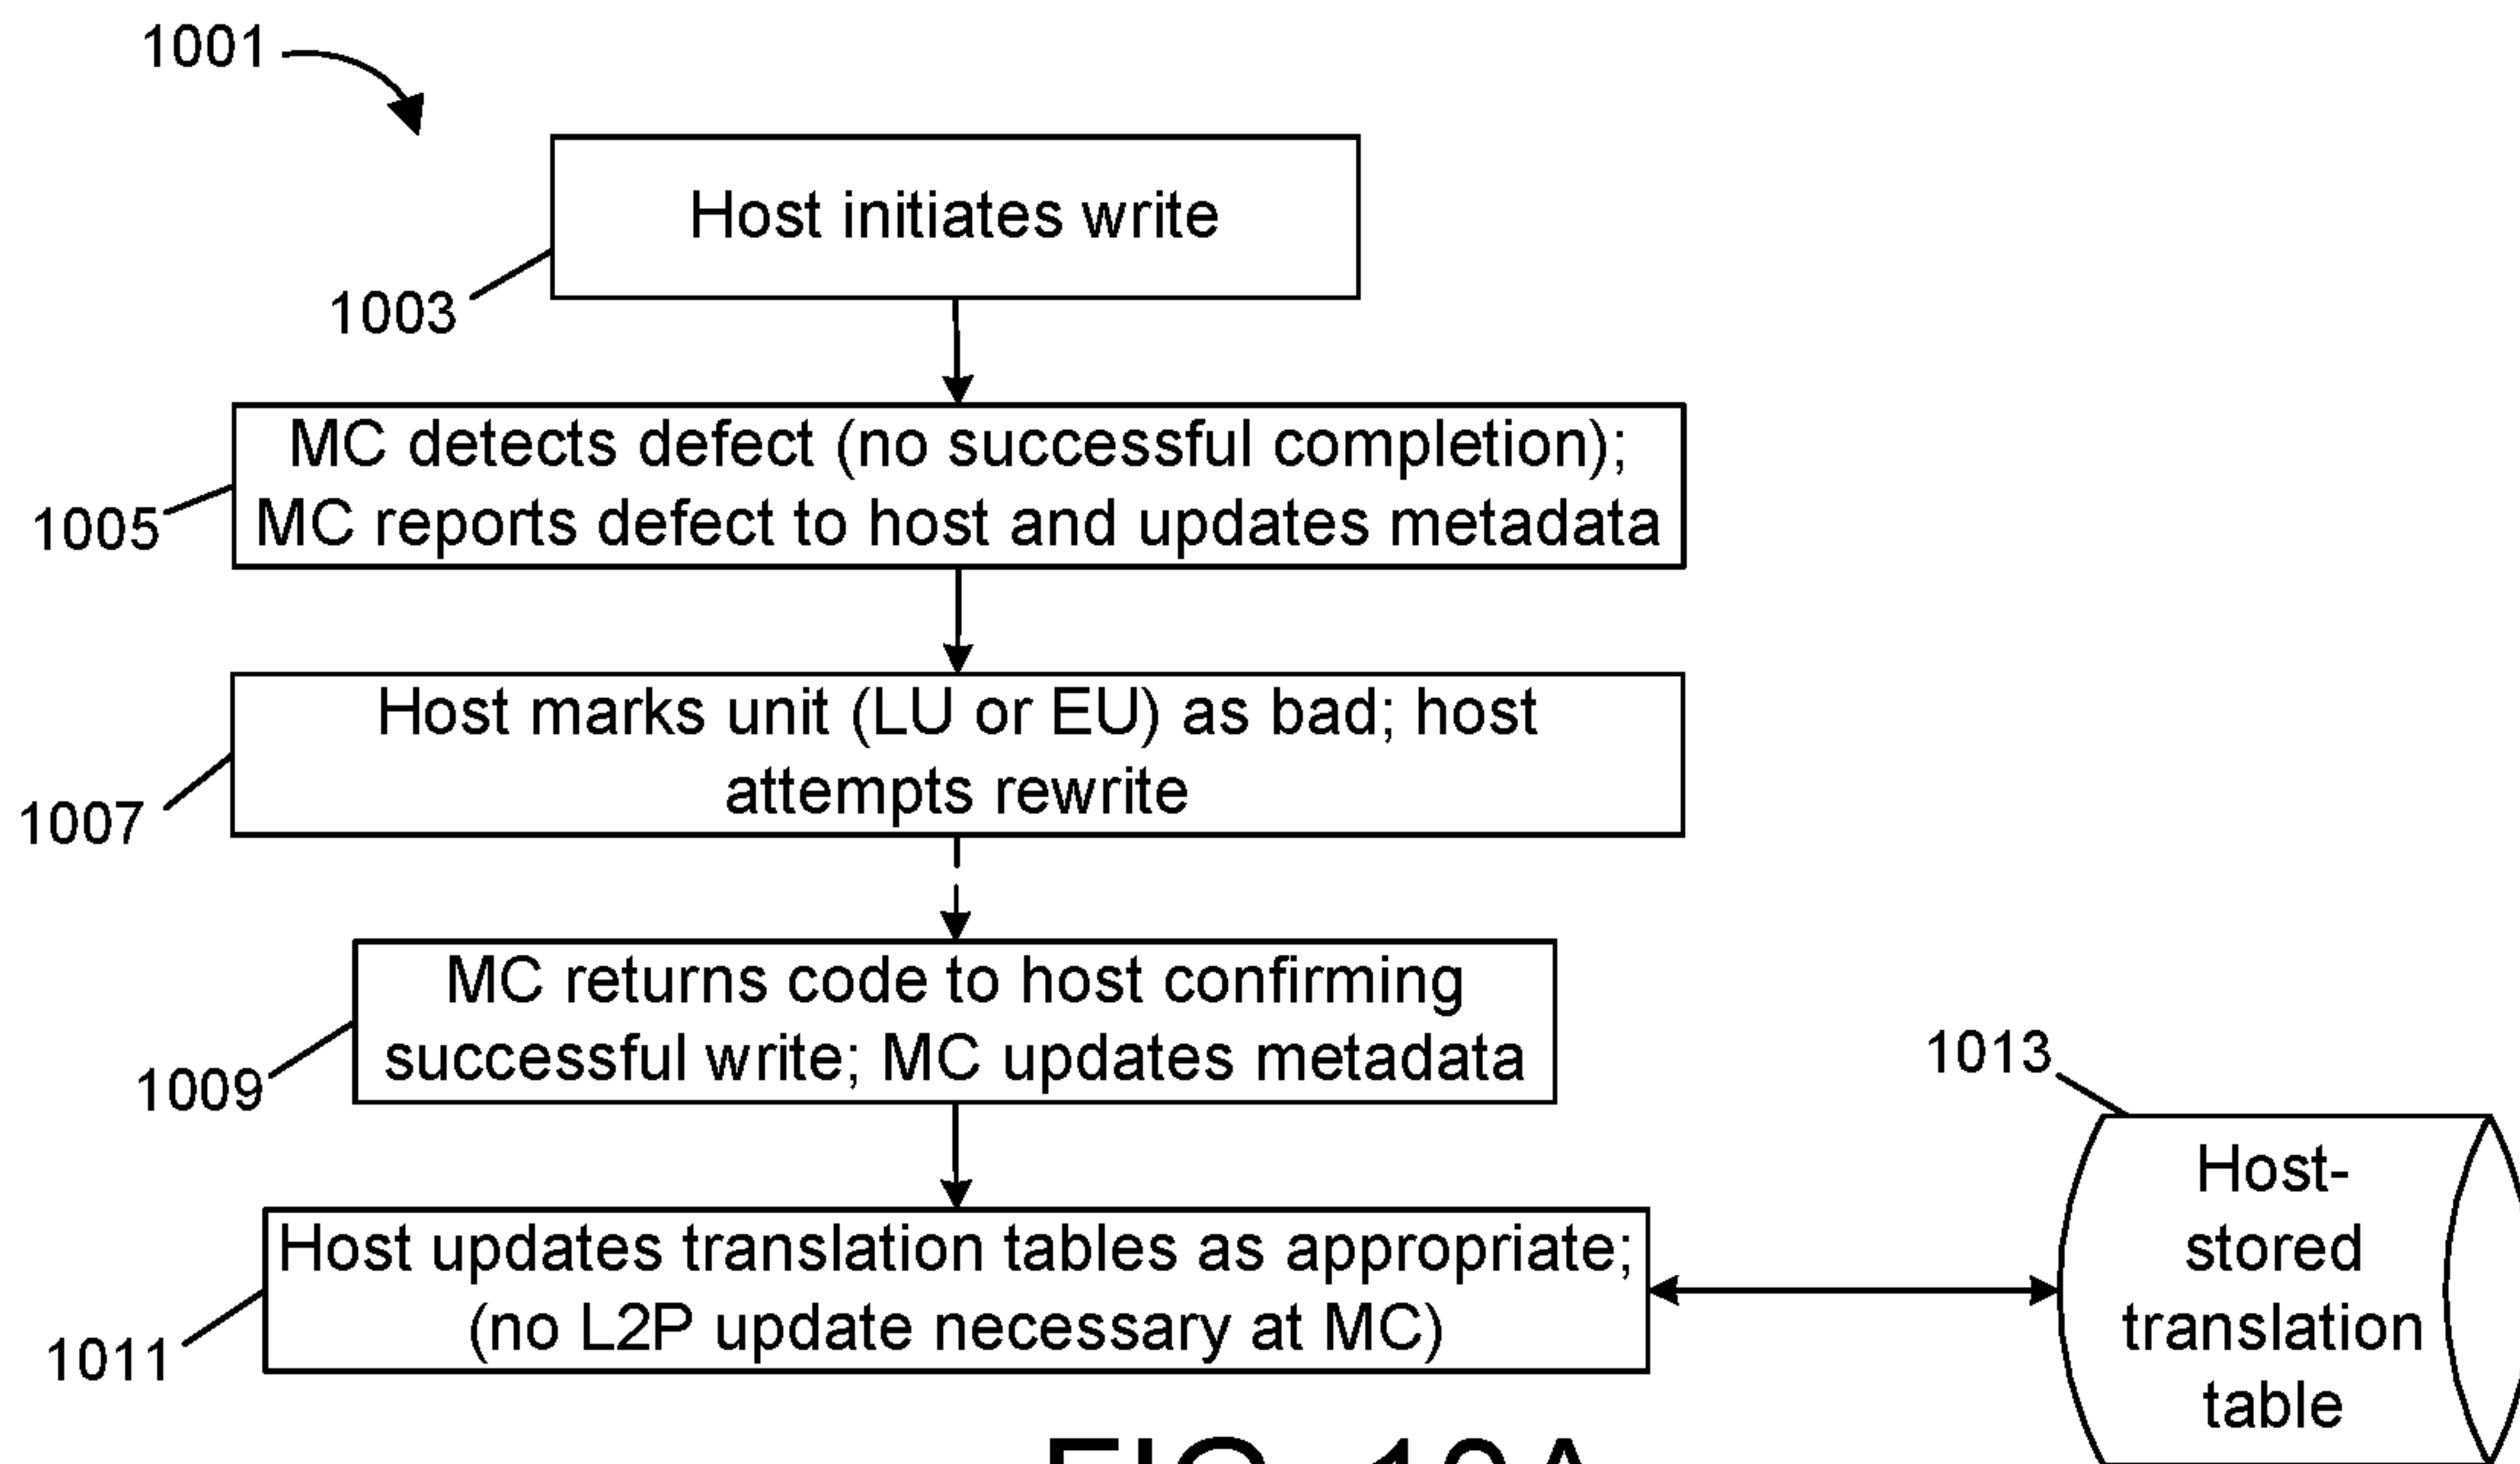 1001
Host initiates write
1003
MC detects defect (no successful completion);
MC reports defect to host and updates metadata
1005
Host marks unit (LU or EU) as bad; host
attempts rewrite
1007
MC returns code to host confirming
successful write; MC updates metadata
1009
1013
Host-
stored
translation
table
Host updates translation tables as appropriate;
(no L2P update necessary at MC)
1011
FIG. 10A